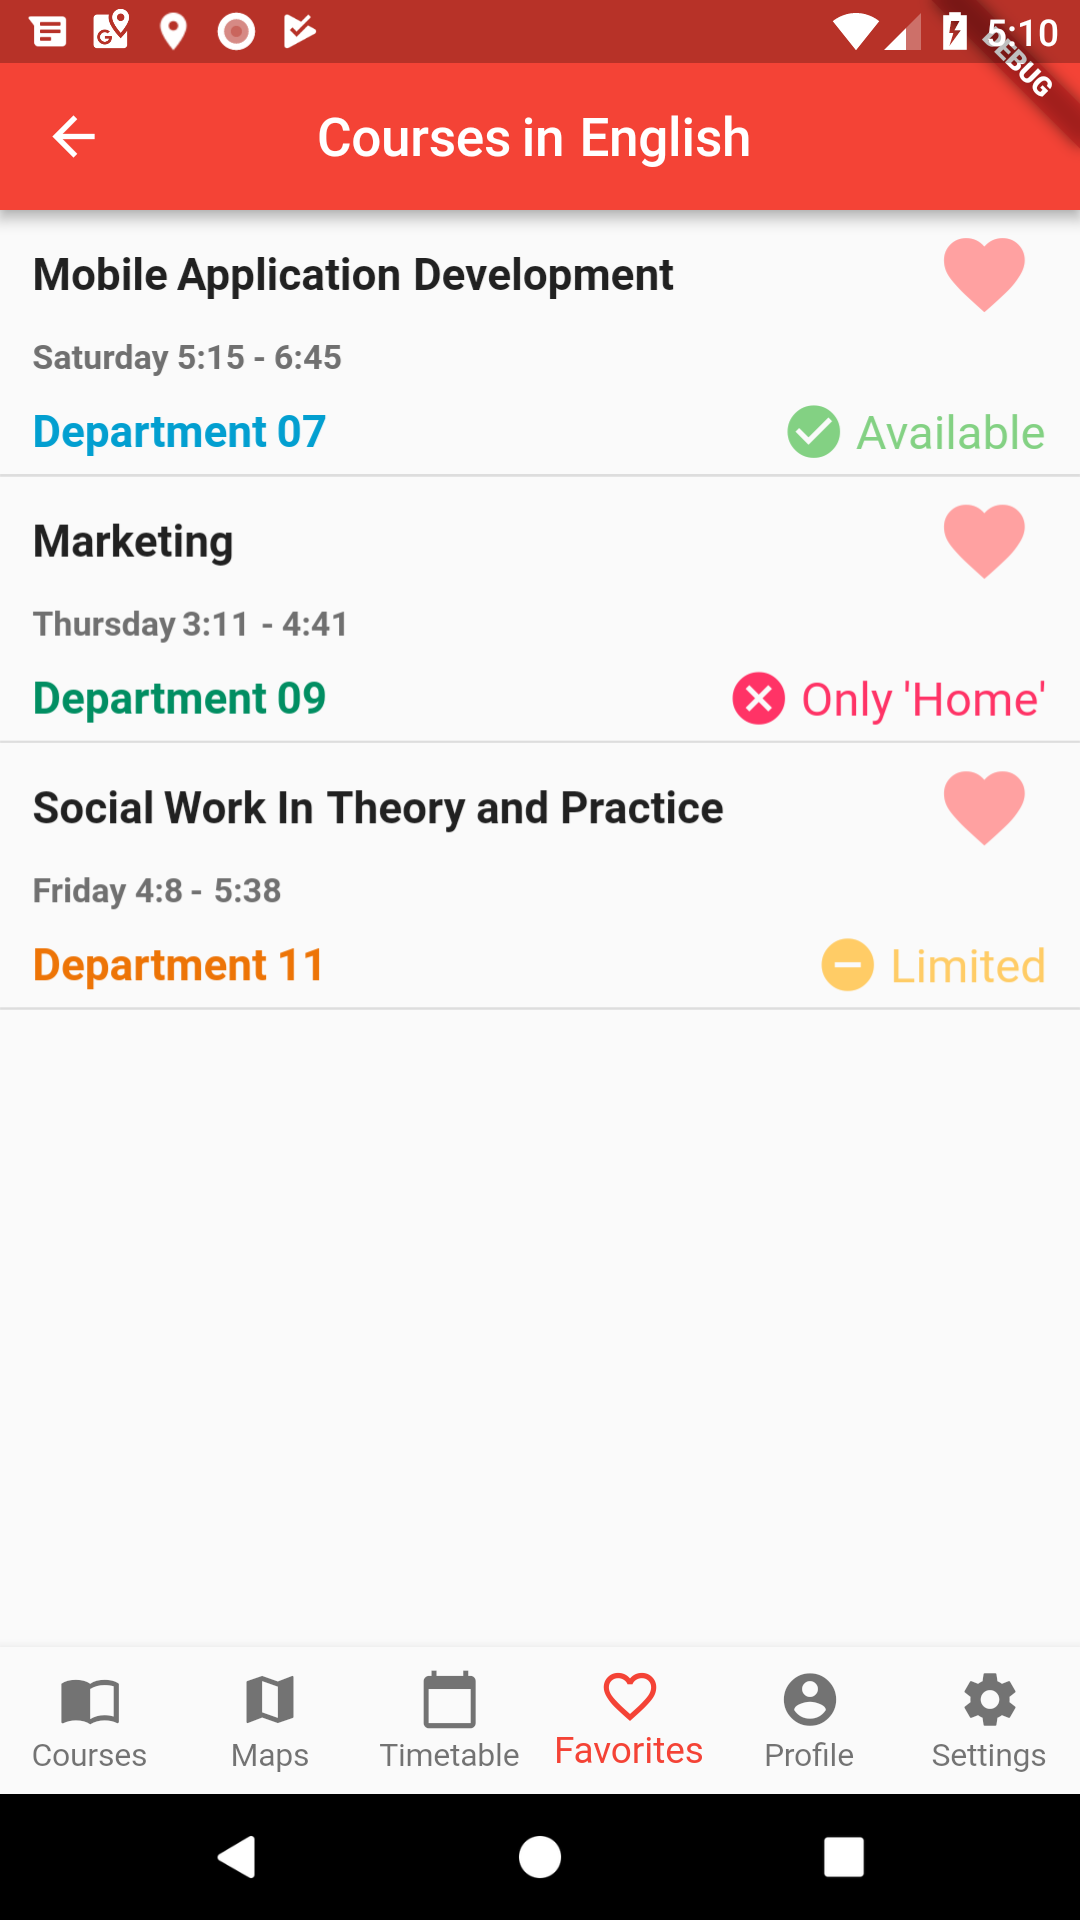 5:10
DEBUG
Courses in English
Mobile Application Development
Saturday 5:15 - 6:45
Department 07
Available
Marketing
Thursday 3:11 - 4:41
Department 09
Only 'Home'
Social Work In Theory and Practice
Friday 4:8 - 5:38
Department 11
Limited
Courses
Maps
Timetable
Favorites
Profile
Settings